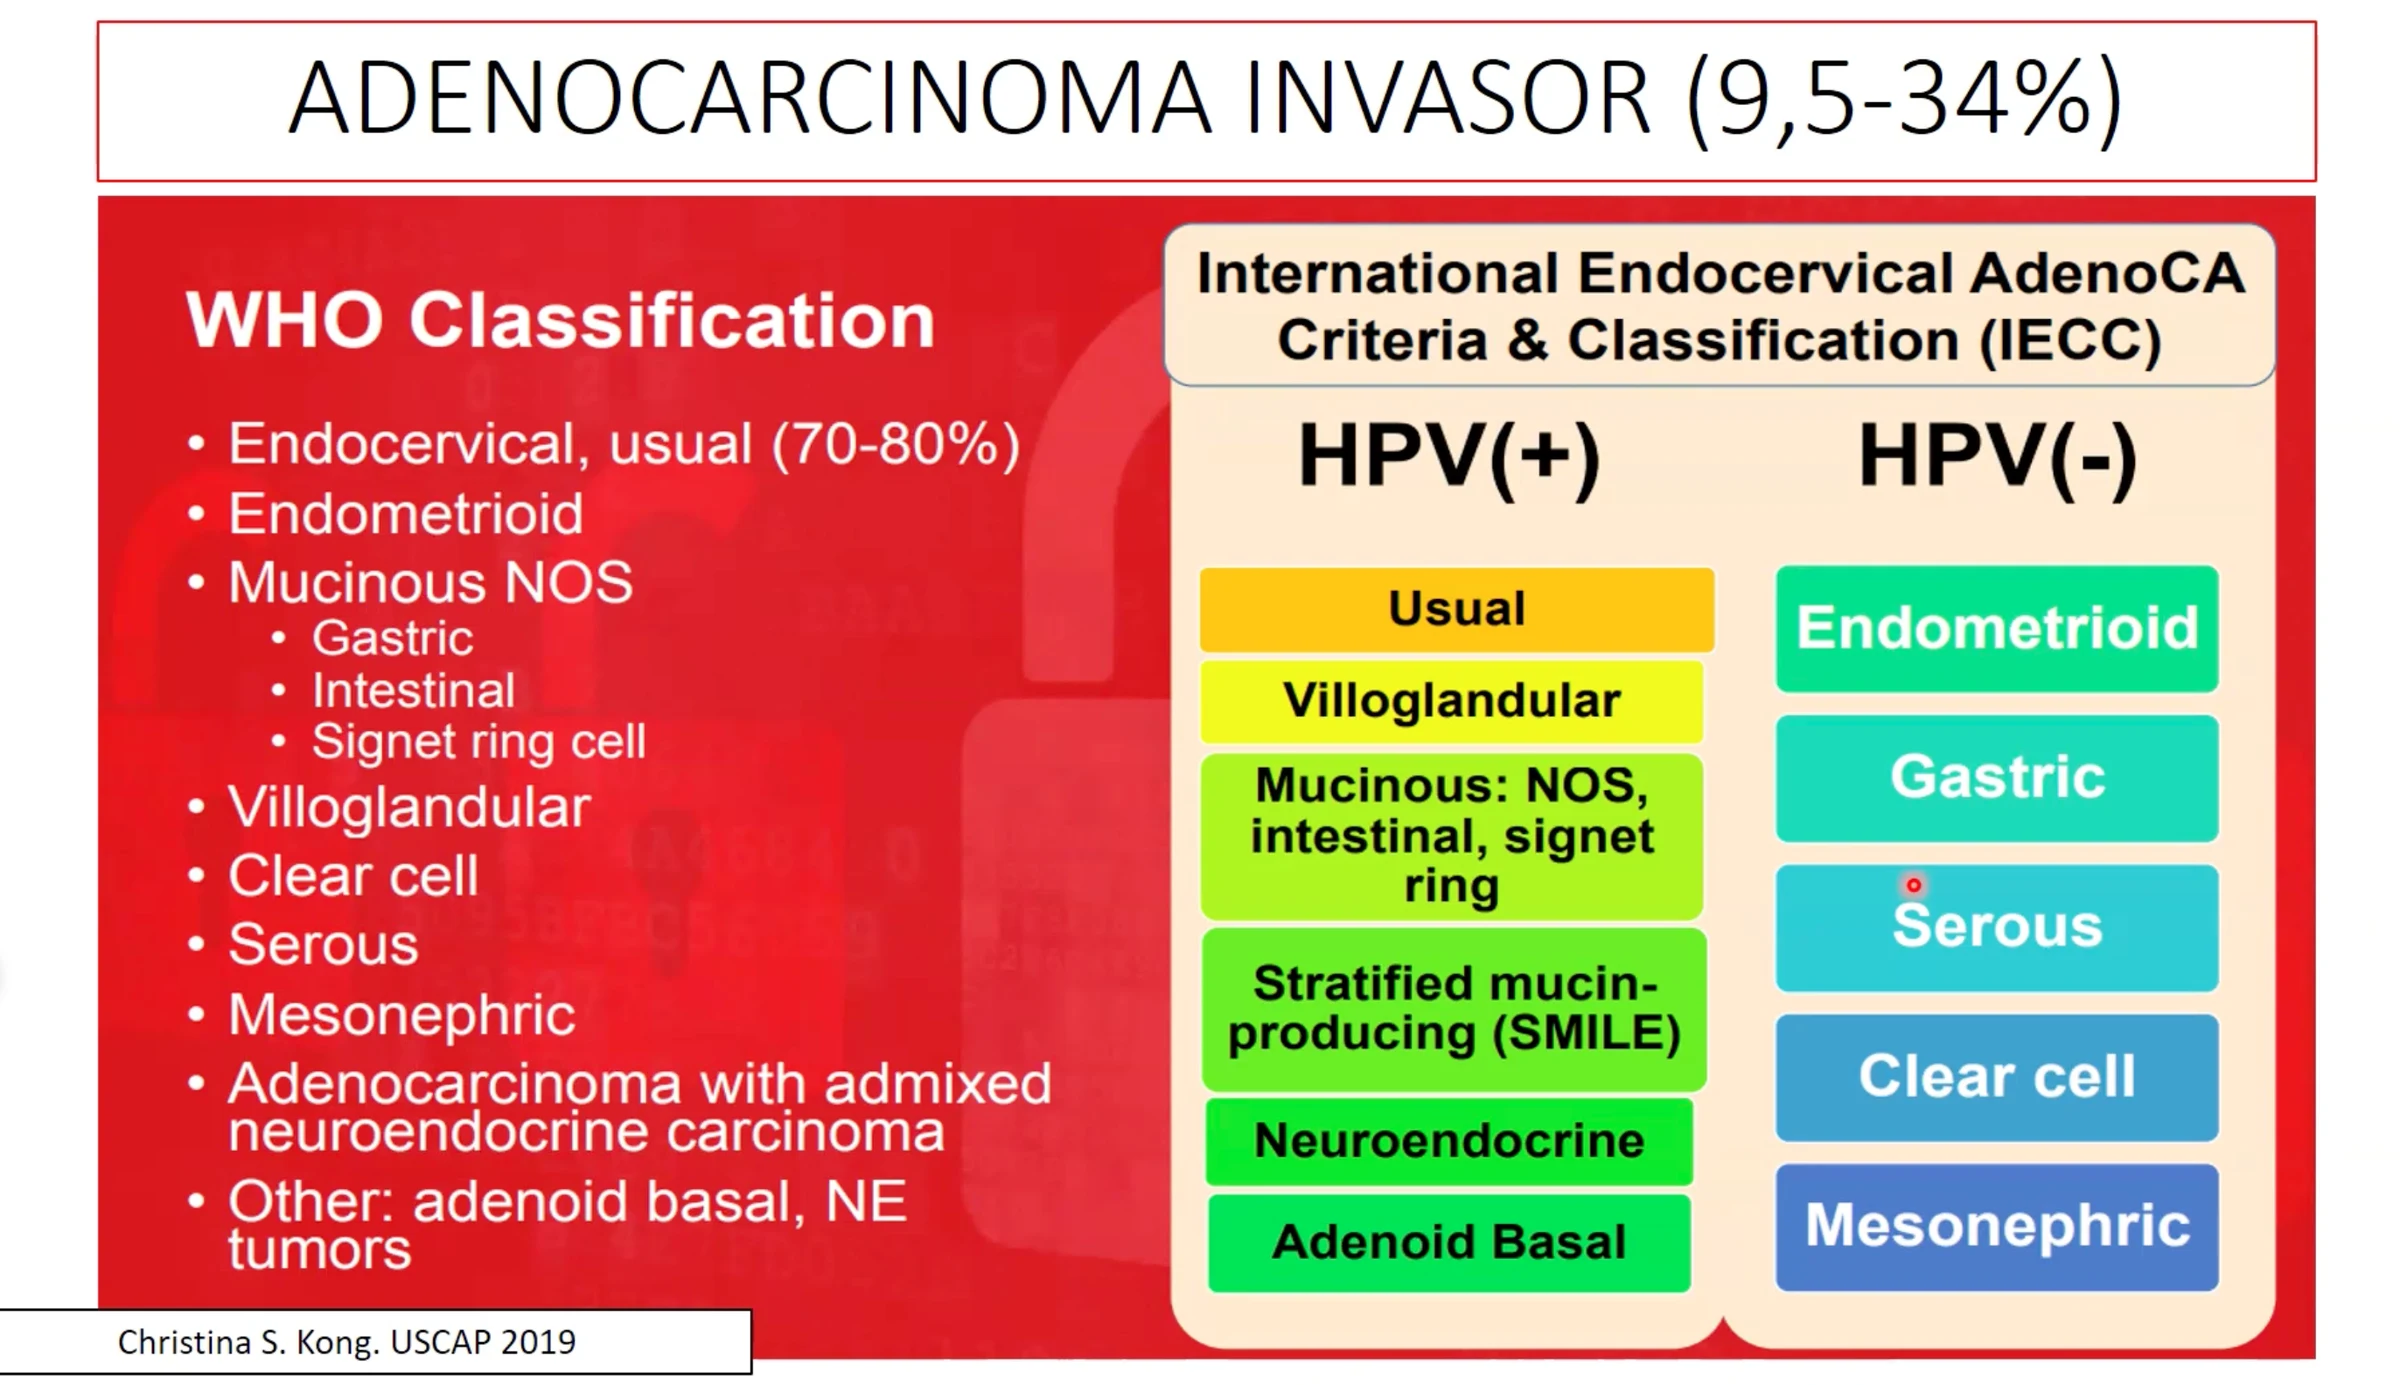 ADENOCARCINOMA INVASOR (9,5-34%)
WHO Classification
• Endocervical, usual (70-80%)
• Endometrioid
• Mucinous NOS
• Gastric
• Intestinal
• Signet ring cell
• Villoglandular
• Clear cell
• Serous
• Mesonephric
• Adenocarcinoma with admixed
neuroendocrine carcinoma
• Other: adenoid basal, NE
tumors
International Endocervical AdenoCA
Criteria & Classification (IECC)
HPV(+)
Usual
Villoglandular
Mucinous: NOS,
intestinal, signet
ring
Stratified mucin-
producing (SMILE)
Neuroendocrine
Adenoid Basal
HPV(-)
Endometrioid
Gastric
Serous
Clear cell
Mesonephric
Christina S. Kong. USCAP 2019